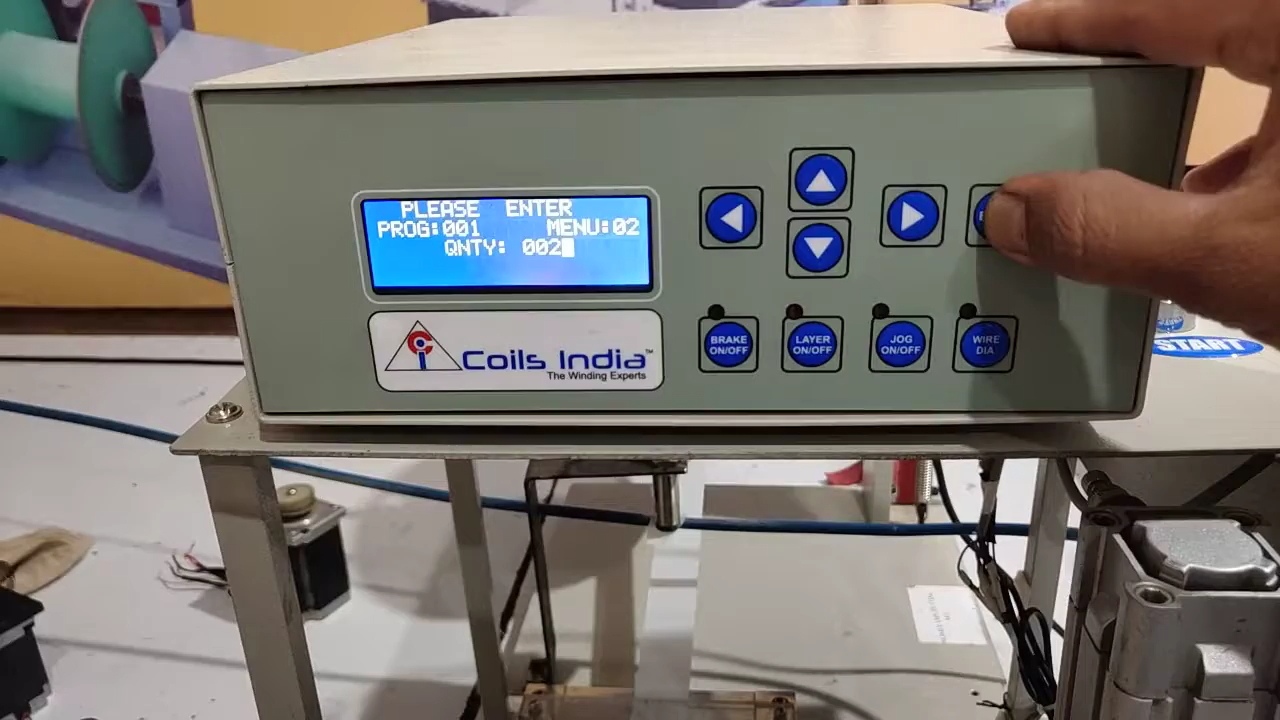 PLEASE ENTER
PROG:001 MENU:02
QNTY: 002
Coils India™
The Winding Experts
BRAKE
ON/OFF
LAYER
ON/OFF
JOG
ON/OFF
WIRE
DIA
START